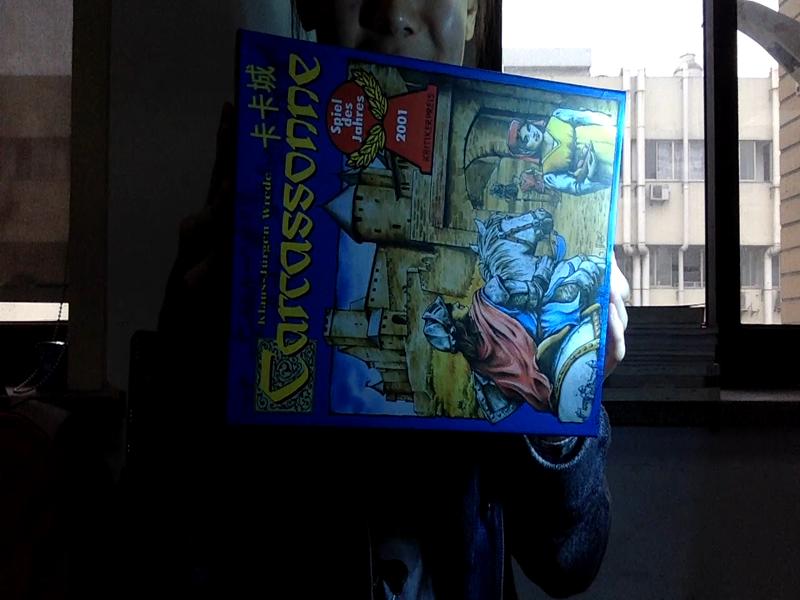 卡卡城
Klaus-Jürgen Wrede
Carcassonne
Spiel
des
Jahres
2001
KRITIKERPREIS